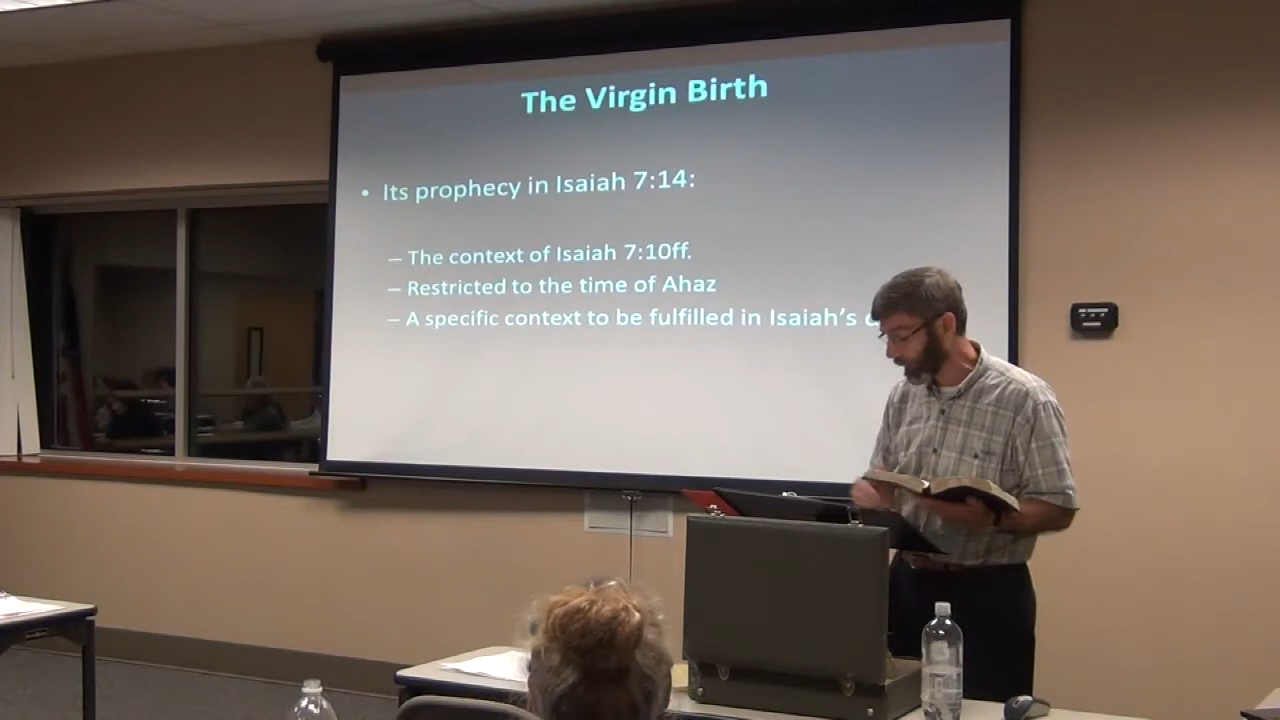 The Virgin Birth
• Its prophecy in Isaiah 7:14:
– The context of Isaiah 7:10ff.
– Restricted to the time of Ahaz
– A specific context to be fulfilled in Isaiah's